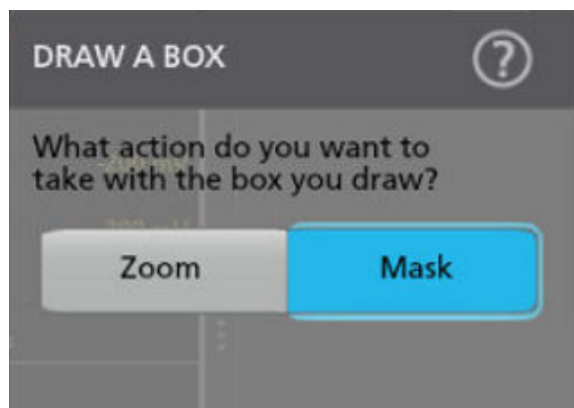 DRAW A BOX
?
What action do you want to
take with the box you draw?
Zoom
Mask